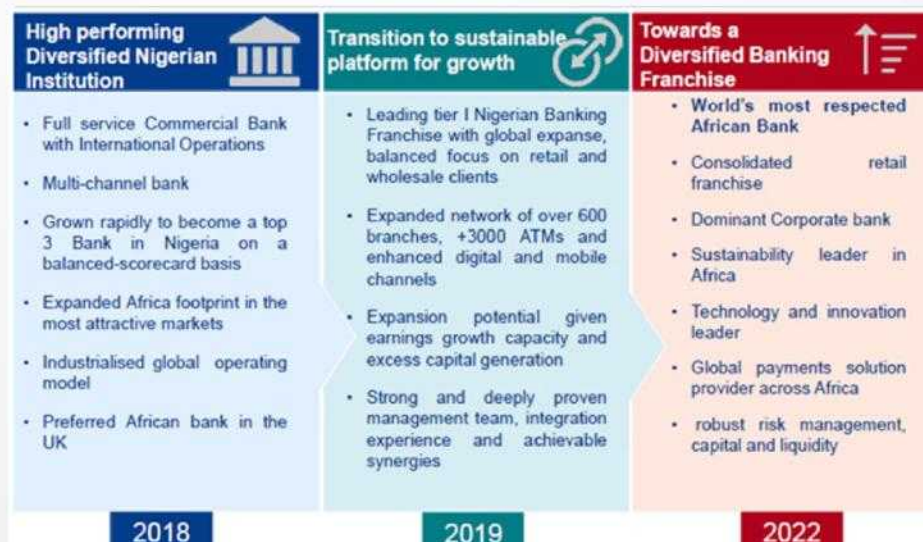 High performing
Diversified Nigerian
Institution
• Full service Commercial Bank
with International Operations
• Multi-channel bank
• Grown rapidly to become a top
3 Bank in Nigeria on a
balanced-scorecard basis
• Expanded Africa footprint in the
most attractive markets
• Industrialised global operating
model
• Preferred African bank in the
UK
2018
Transition to sustainable
platform for growth
• Leading tier I Nigerian Banking
Franchise with global expanse,
balanced focus on retail and
wholesale clients
• Expanded network of over 600
branches, +3000 ATMs and
enhanced digital and mobile
channels
• Expansion potential given
earnings growth capacity and
excess capital generation
• Strong and deeply proven
management team, integration
experience and achievable
synergies
2019
Towards a
Diversified Banking
Franchise
• World's most respected
African Bank
• Consolidated retail
franchise
• Dominant Corporate bank
• Sustainability leader in
Africa
• Technology and innovation
leader
• Global payments solution
provider across Africa
• robust risk management,
capital and liquidity
2022